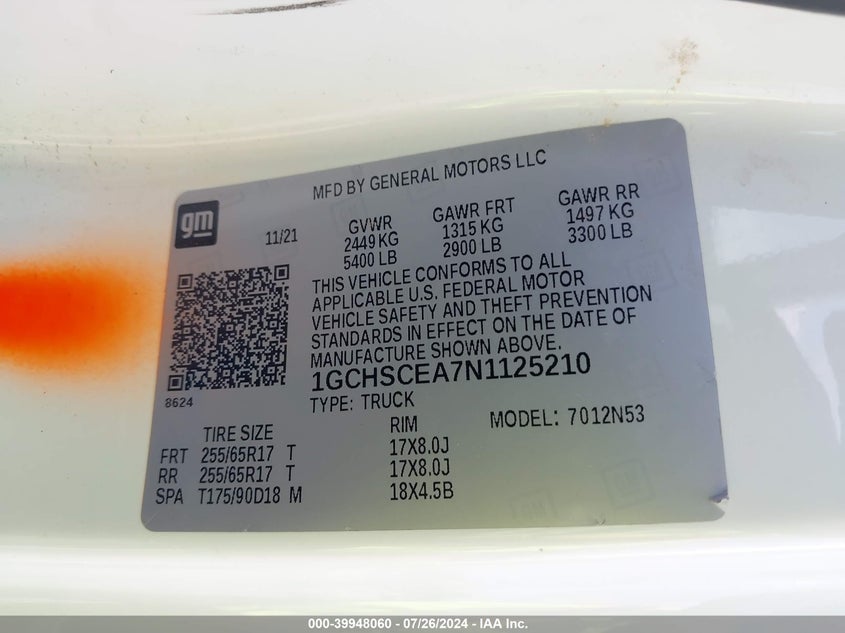 MFD BY GENERAL MOTORS LLC
gm
11/21
GVWR GAWR FRT GAWR RR
2449 KG 1315 KG 1497 KG
5400 LB 2900 LB 3300 LB
THIS VEHICLE CONFORMS TO ALL
APPLICABLE U.S. FEDERAL MOTOR
VEHICLE SAFETY AND THEFT PREVENTION
STANDARDS IN EFFECT ON THE DATE OF
MANUFACTURE SHOWN ABOVE.
1GCHSCEA7N1125210
8624
TYPE: TRUCK
MODEL: 7012N53
TIRE SIZE RIM
FRT 255/65R17 T 17X8.0J
RR 255/65R17 T 17X8.0J
SPA T175/90D18 M 18X4.5B
000-39948060 - 07/26/2024 - IAA Inc.